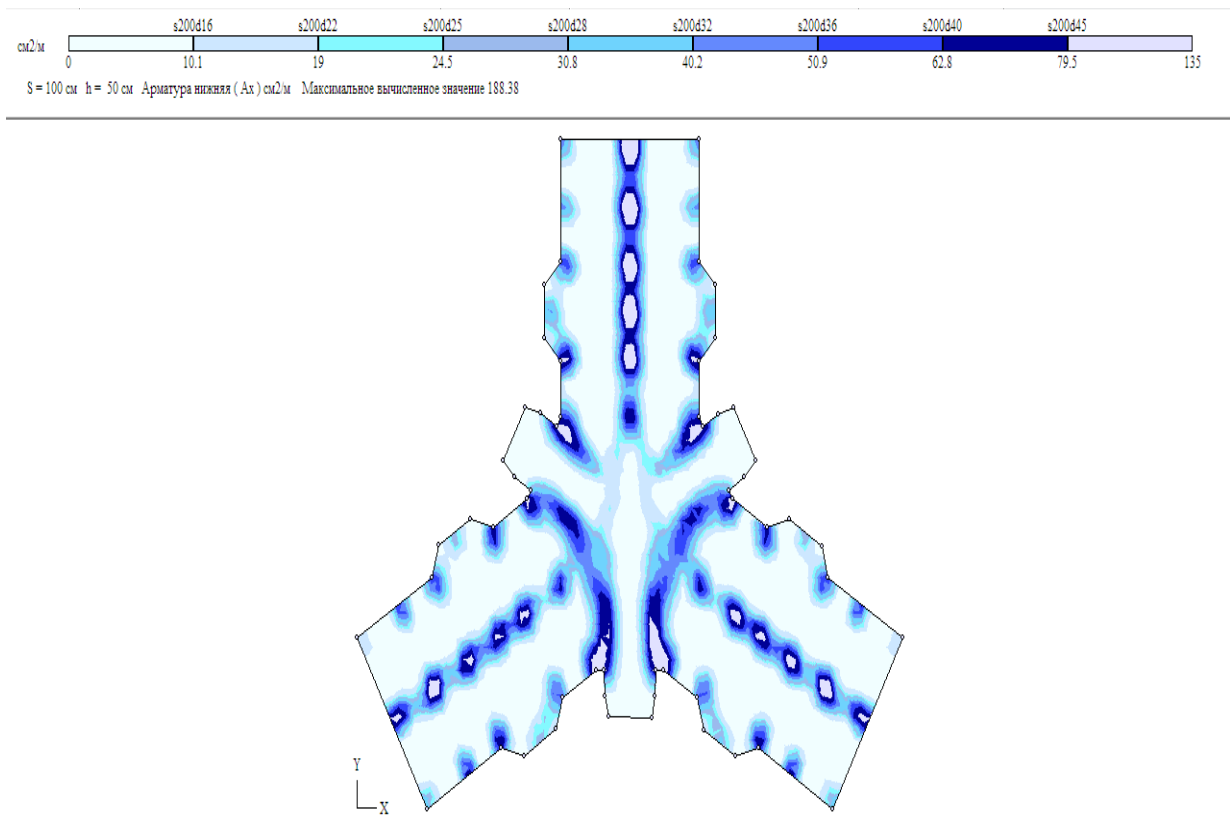 s200d16 s200d22 s200d25 s200d28 s200d32 s200d36 s200d40 s200d45
см2/м
0 10.1 19 24.5 30.8 40.2 50.9 62.8 79.5 135
S = 100 см h = 50 см Арматура нижняя ( Ax ) см2/м Максимальное вычисленное значение 188.38
Y
X